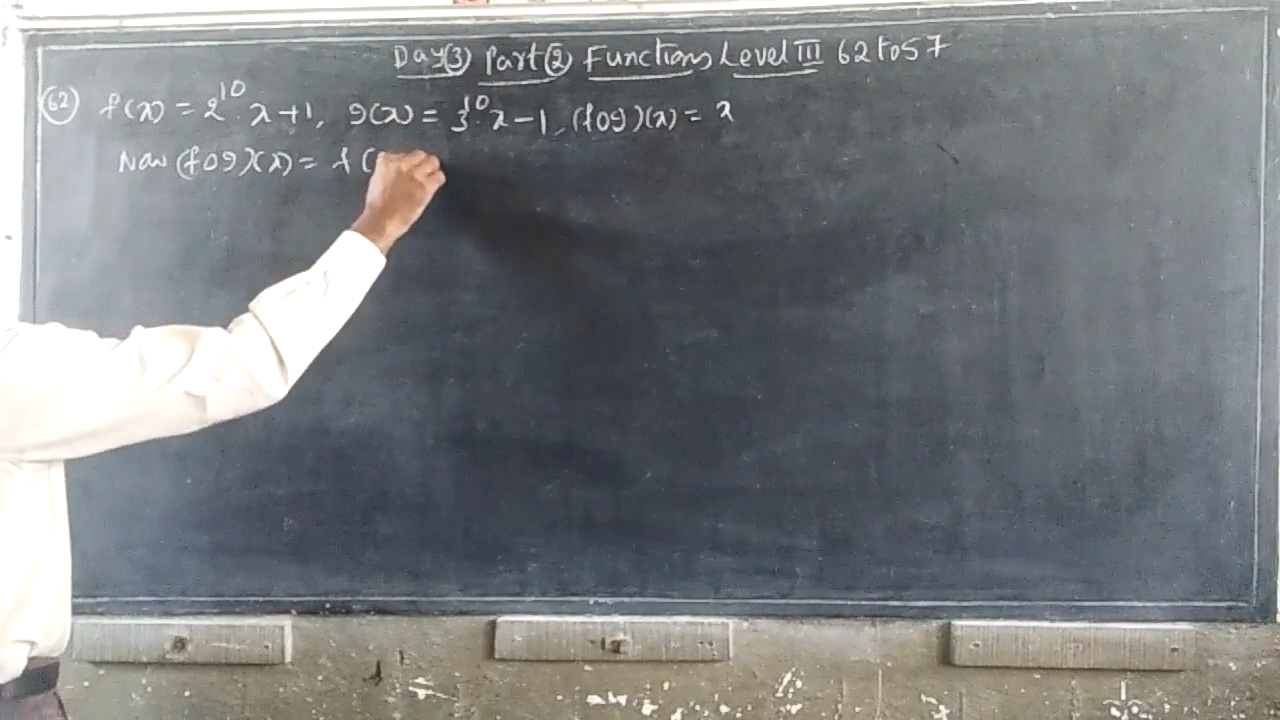 Day ③ Part ② Functions Level III 62 to 57
62 f(x) = 2^10 . x + 1, g(x) = 3^10 . x - 1, (fog)(x) = x
Now (fog)(x) = f(